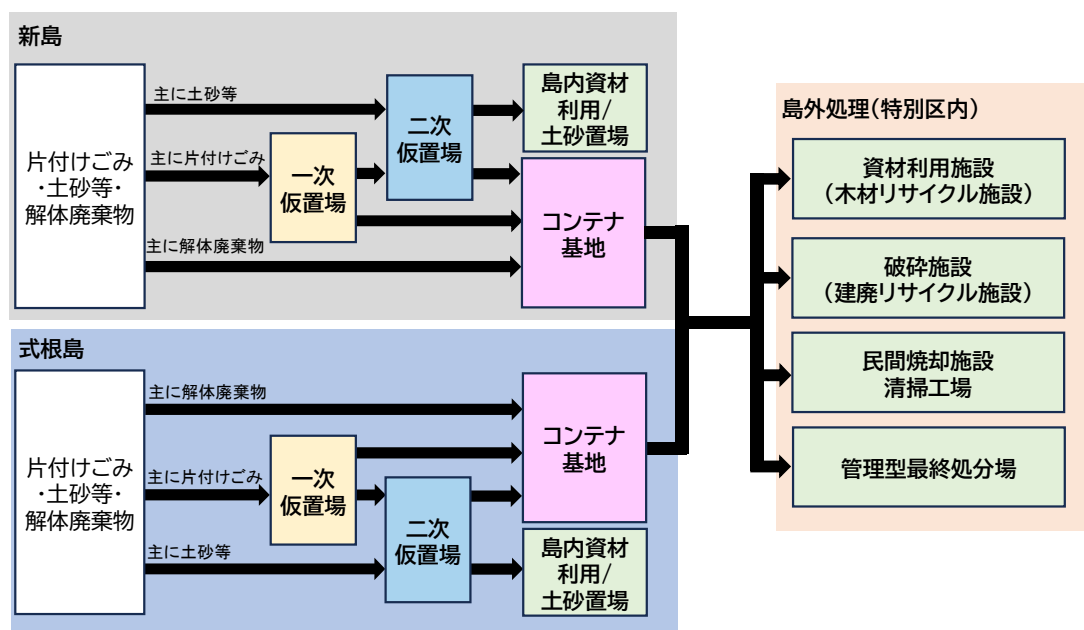 新島
片付けごみ
・土砂等・
解体廃棄物
主に土砂等
主に片付けごみ
主に解体廃棄物
一次
仮置場
二次
仮置場
島内資材
利用/
土砂置場
コンテナ
基地
式根島
片付けごみ
・土砂等・
解体廃棄物
主に解体廃棄物
主に片付けごみ
主に土砂等
一次
仮置場
二次
仮置場
コンテナ
基地
島内資材
利用/
土砂置場
島外処理(特別区内)
資材利用施設
(木材リサイクル施設)
破砕施設
(建廃リサイクル施設)
民間焼却施設
清掃工場
管理型最終処分場